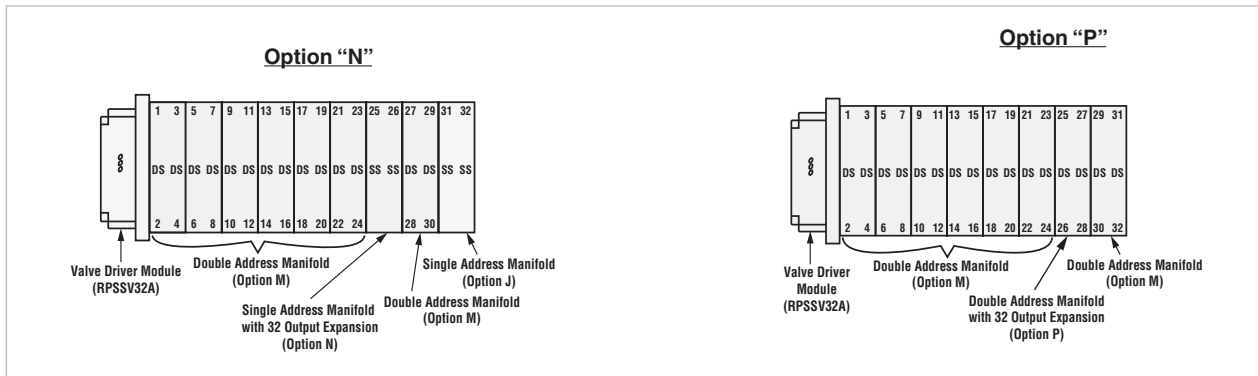 Option “N”
1 3 5 7 9 11 13 15 17 19 21 23 25 26 27 29 31 32
DS DS DS DS DS DS DS DS DS DS DS DS SS SS DS DS SS SS
2 4 6 8 10 12 14 16 18 20 22 24 28 30
Valve Driver Module
(RPSSV32A)
Double Address Manifold
(Option M)
Single Address Manifold
with 32 Output Expansion
(Option N)
Double Address Manifold
(Option M)
Single Address Manifold
(Option J)
Option “P”
1 3 5 7 9 11 13 15 17 19 21 23 25 27 29 31
DS DS DS DS DS DS DS DS DS DS DS DS DS DS DS DS
2 4 6 8 10 12 14 16 18 20 22 24 26 28 30 32
Valve Driver
Module
(RPSSV32A)
Double Address Manifold
(Option M)
Double Address Manifold
with 32 Output Expansion
(Option P)
Double Address Manifold
(Option M)